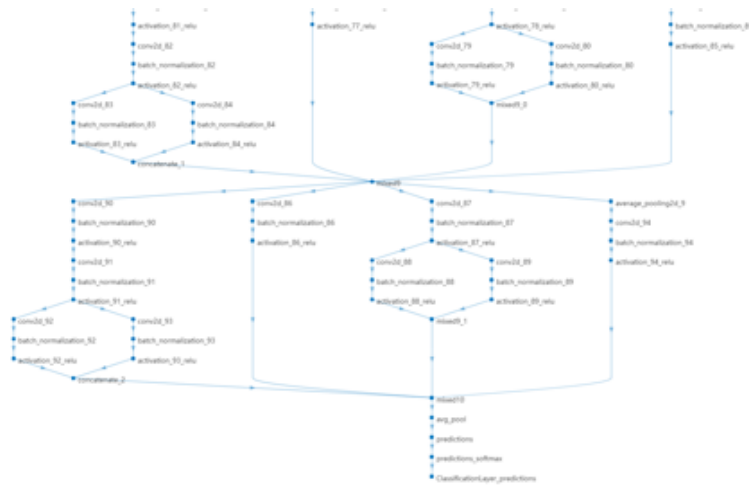 activation_81_relu
activation_77_relu
activation_78_relu
batch_normalization_8
conv2d_82
conv2d_79
conv2d_80
activation_85_relu
batch_normalization_82
batch_normalization_79
batch_normalization_80
activation_82_relu
activation_79_relu
activation_80_relu
conv2d_83
conv2d_84
mixed9_0
batch_normalization_83
batch_normalization_84
activation_83_relu
activation_84_relu
concatenate_1
mixed9
conv2d_90
conv2d_86
conv2d_87
average_pooling2d_9
batch_normalization_90
batch_normalization_86
batch_normalization_87
conv2d_94
activation_90_relu
activation_86_relu
activation_87_relu
batch_normalization_94
conv2d_91
conv2d_88
conv2d_89
activation_94_relu
batch_normalization_91
batch_normalization_88
batch_normalization_89
activation_91_relu
activation_88_relu
activation_89_relu
conv2d_92
conv2d_93
mixed9_1
batch_normalization_92
batch_normalization_93
activation_92_relu
activation_93_relu
concatenate_2
mixed10
avg_pool
predictions
predictions_softmax
ClassificationLayer_predictions